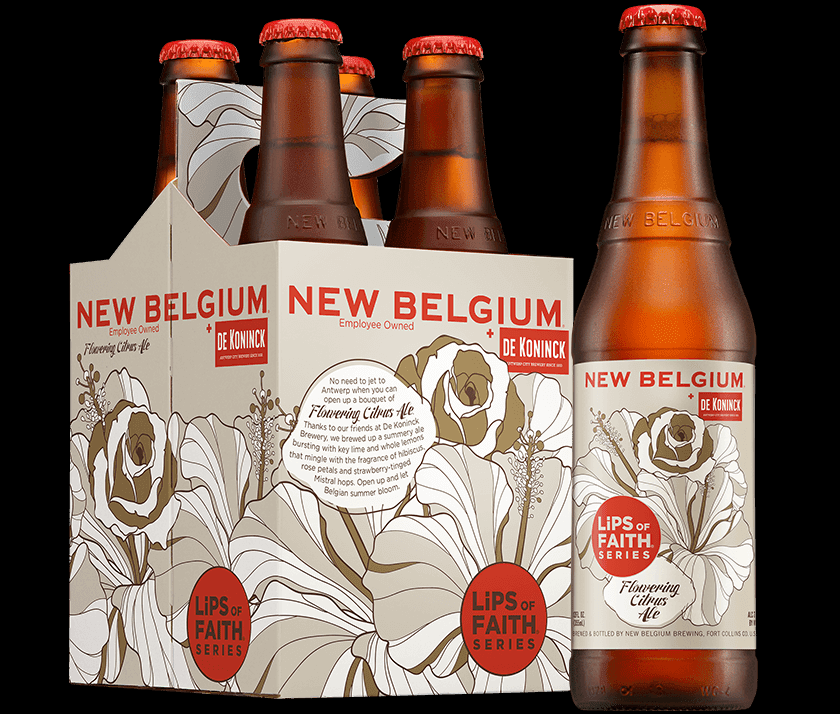 NEW BELGIUM
Employee Owned
+
DE KONINCK
Flowering Citrus Ale
LiPS OF
FAITH
SERIES
NEW BELGIUM
Employee Owned
+
DE KONINCK
ANTWERP CITY BREWERY SINCE 1833
No need to jet to
Antwerp when you can
open up a bouquet of
Flowering Citrus Ale
Thanks to our friends at De Koninck
Brewery, we brewed up a summery ale
bursting with key lime and whole lemons
that mingle with the fragrance of hibiscus,
rose petals and strawberry-tinged
Mistral hops. Open up and let
Belgian summer bloom.
LiPS OF
FAITH
SERIES
NEW BEL
NEW BE
NEW BELGIUM
NEW BELGIUM
+
DE KONINCK
LiPS OF
FAITH
SERIES
Flowering
Citrus
Ale
BREWED & BOTTLED BY NEW BELGIUM BREWING, FORT COLLINS CO, U.S